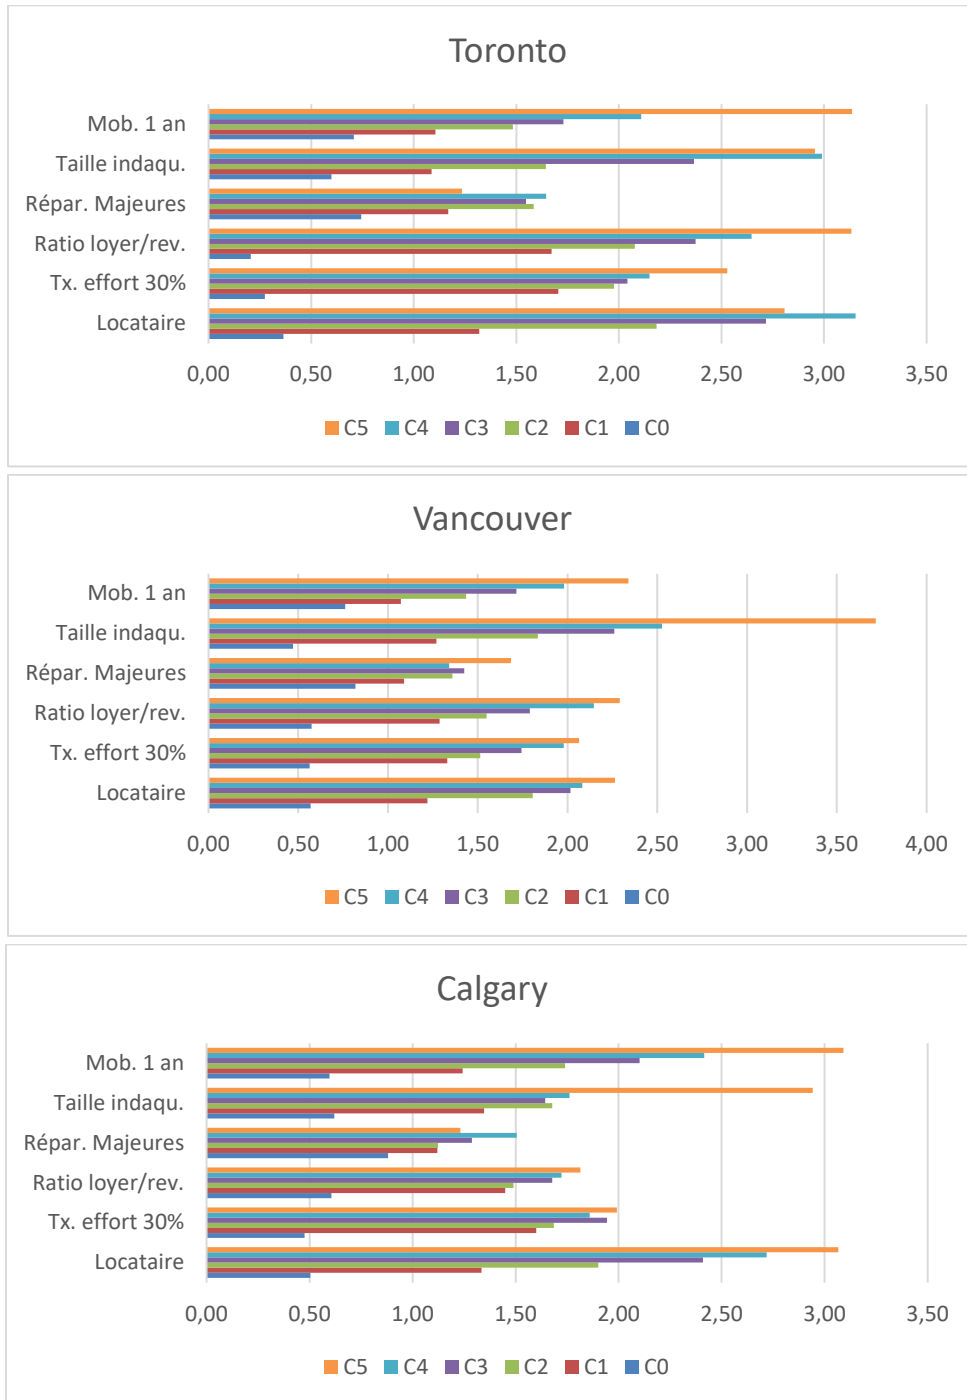 Toronto
Mob. 1 an
Taille indaqu.
Répar. Majeures
Ratio loyer/rev.
Tx. effort 30%
Locataire
0,00 0,50 1,00 1,50 2,00 2,50 3,00 3,50
C5 C4 C3 C2 C1 C0
Vancouver
Mob. 1 an
Taille indaqu.
Répar. Majeures
Ratio loyer/rev.
Tx. effort 30%
Locataire
0,00 0,50 1,00 1,50 2,00 2,50 3,00 3,50 4,00
C5 C4 C3 C2 C1 C0
Calgary
Mob. 1 an
Taille indaqu.
Répar. Majeures
Ratio loyer/rev.
Tx. effort 30%
Locataire
0,00 0,50 1,00 1,50 2,00 2,50 3,00 3,50
C5 C4 C3 C2 C1 C0